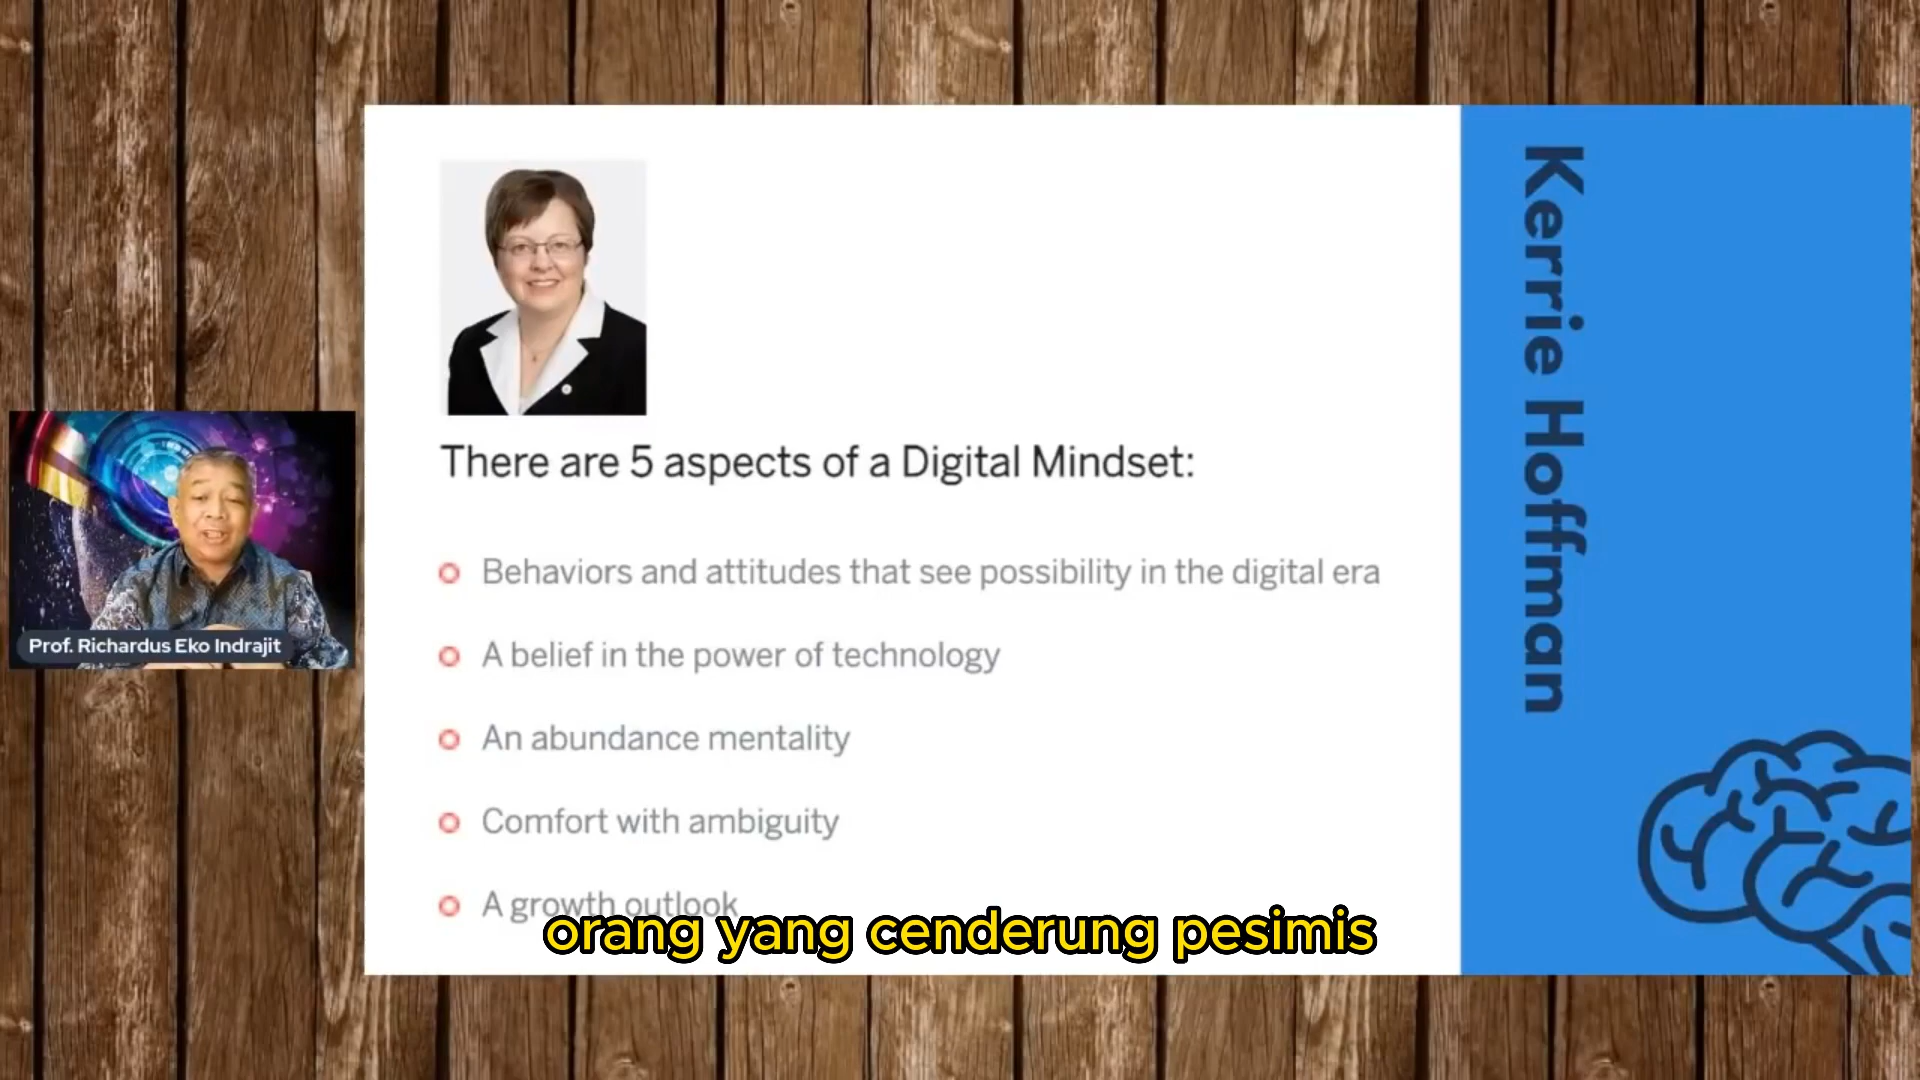 There are 5 aspects of a Digital Mindset:
Behaviors and attitudes that see possibility in the digital era
A belief in the power of technology
An abundance mentality
Comfort with ambiguity
A growth outlook
orang yang cenderung pesimis
Kerrie Hoffman
Prof. Richardus Eko Indrajit